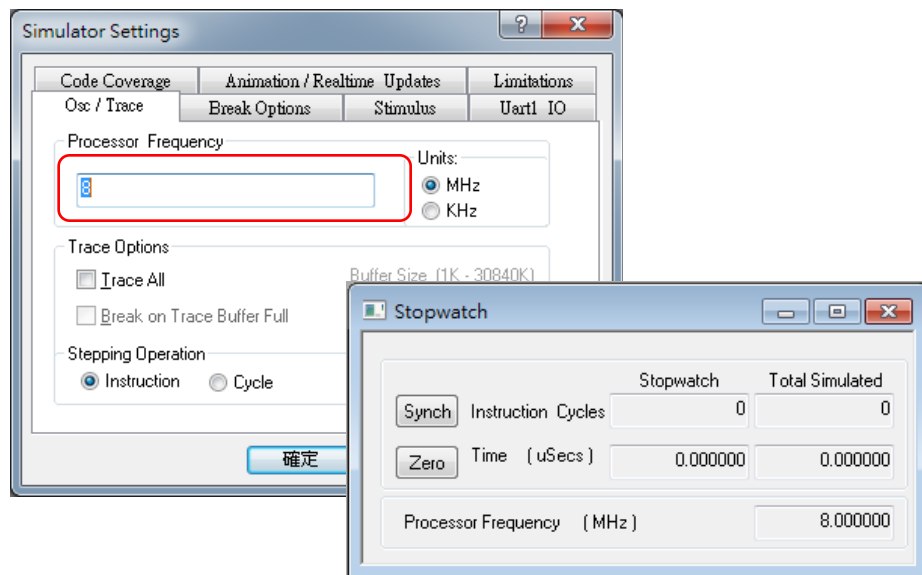 Simulator Settings
?
Code Coverage Animation / Realtime Updates Limitations
Osc / Trace Break Options Stimulus Uart1 IO
Processor Frequency
Units:
8
MHz
KHz
Trace Options
Trace All
Buffer Size (1K - 30840K)
Break on Trace Buffer Full
Stepping Operation
Instruction Cycle
確定
Stopwatch
Stopwatch Total Simulated
Synch Instruction Cycles 0 0
Zero Time (uSecs) 0.000000 0.000000
Processor Frequency (MHz) 8.000000